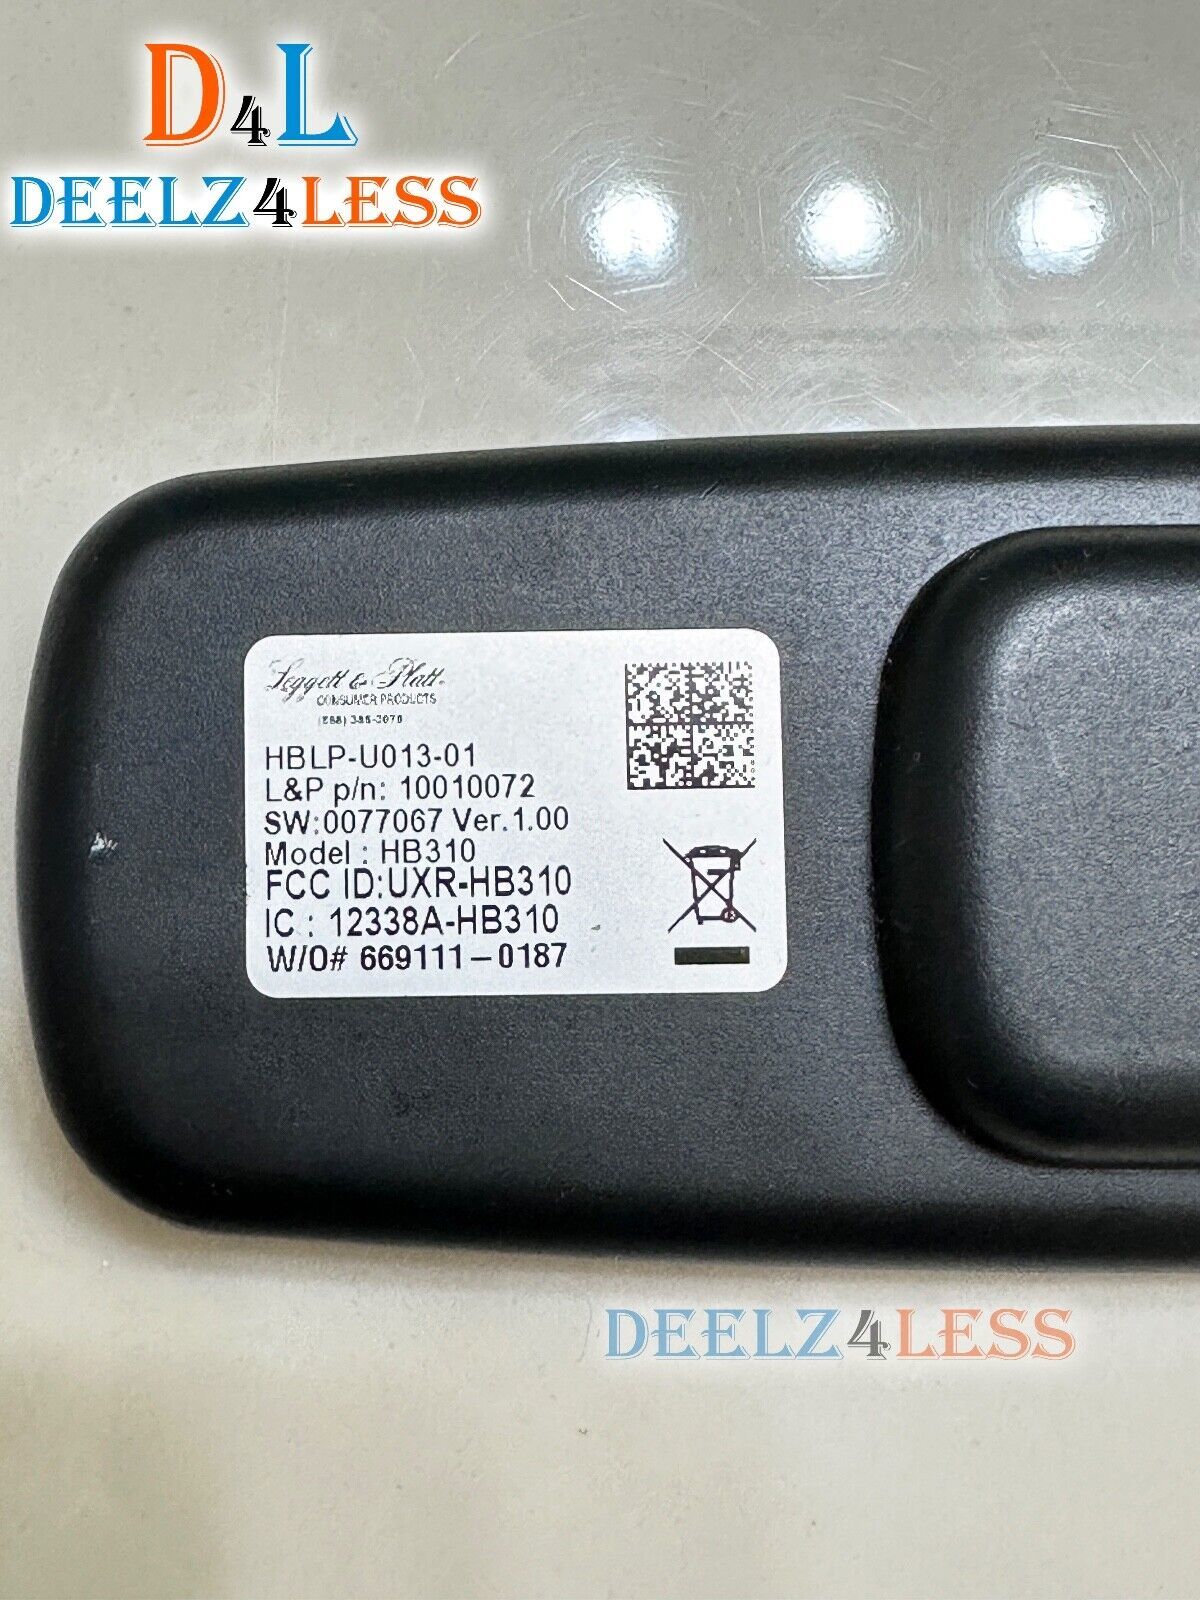 D4L
DEELZ4LESS
Leggett & Platt
CONSUMER PRODUCTS
HBLP-U013-01
L&P p/n: 10010072
SW:0077067 Ver.1.00
Model : HB310
FCC ID:UXR-HB310
IC : 12338A-HB310
W/O# 669111-0187
DEELZ4LESS